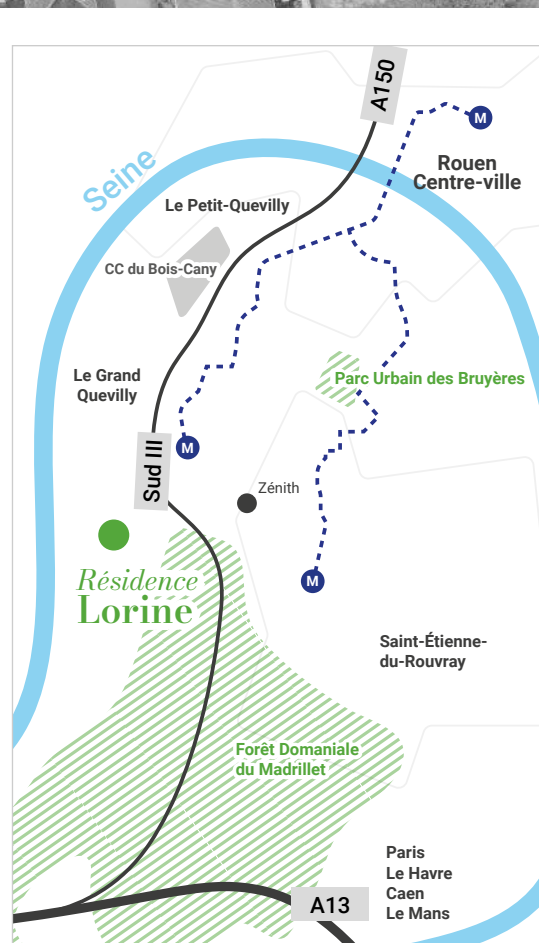 A150
M
Seine
Rouen
Centre-ville
Le Petit-Quevilly
CC du Bois-Cany
Le Grand
Quevilly
Parc Urbain des Bruyères
M
Sud III
Zénith
Résidence
Lorine
M
Saint-Étienne-
du-Rouvray
Forêt Domaniale
du Madrillet
Paris
Le Havre
Caen
Le Mans
A13